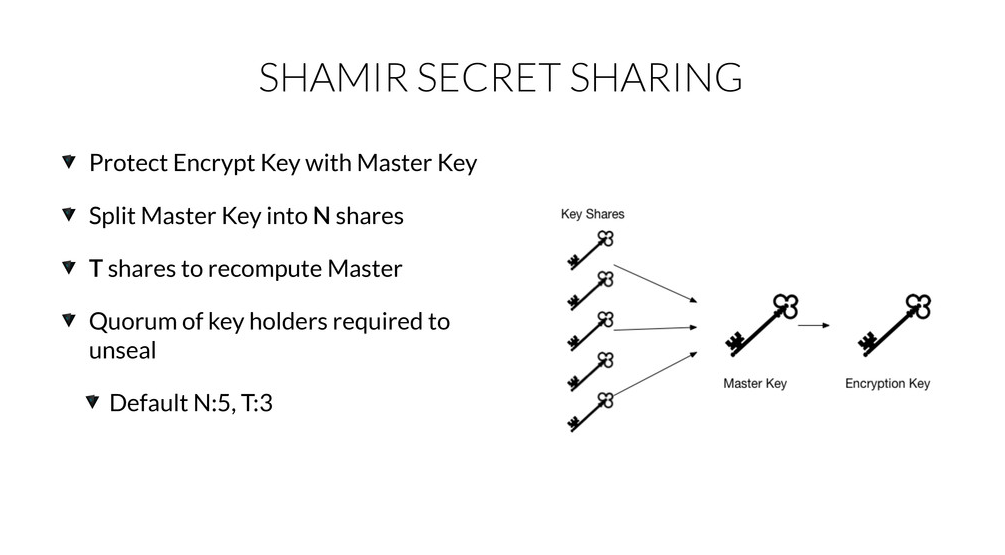 SHAMIR SECRET SHARING
Protect Encrypt Key with Master Key
Split Master Key into N shares
T shares to recompute Master
Quorum of key holders required to
unseal
Default N:5, T:3
Key Shares
Master Key
Encryption Key